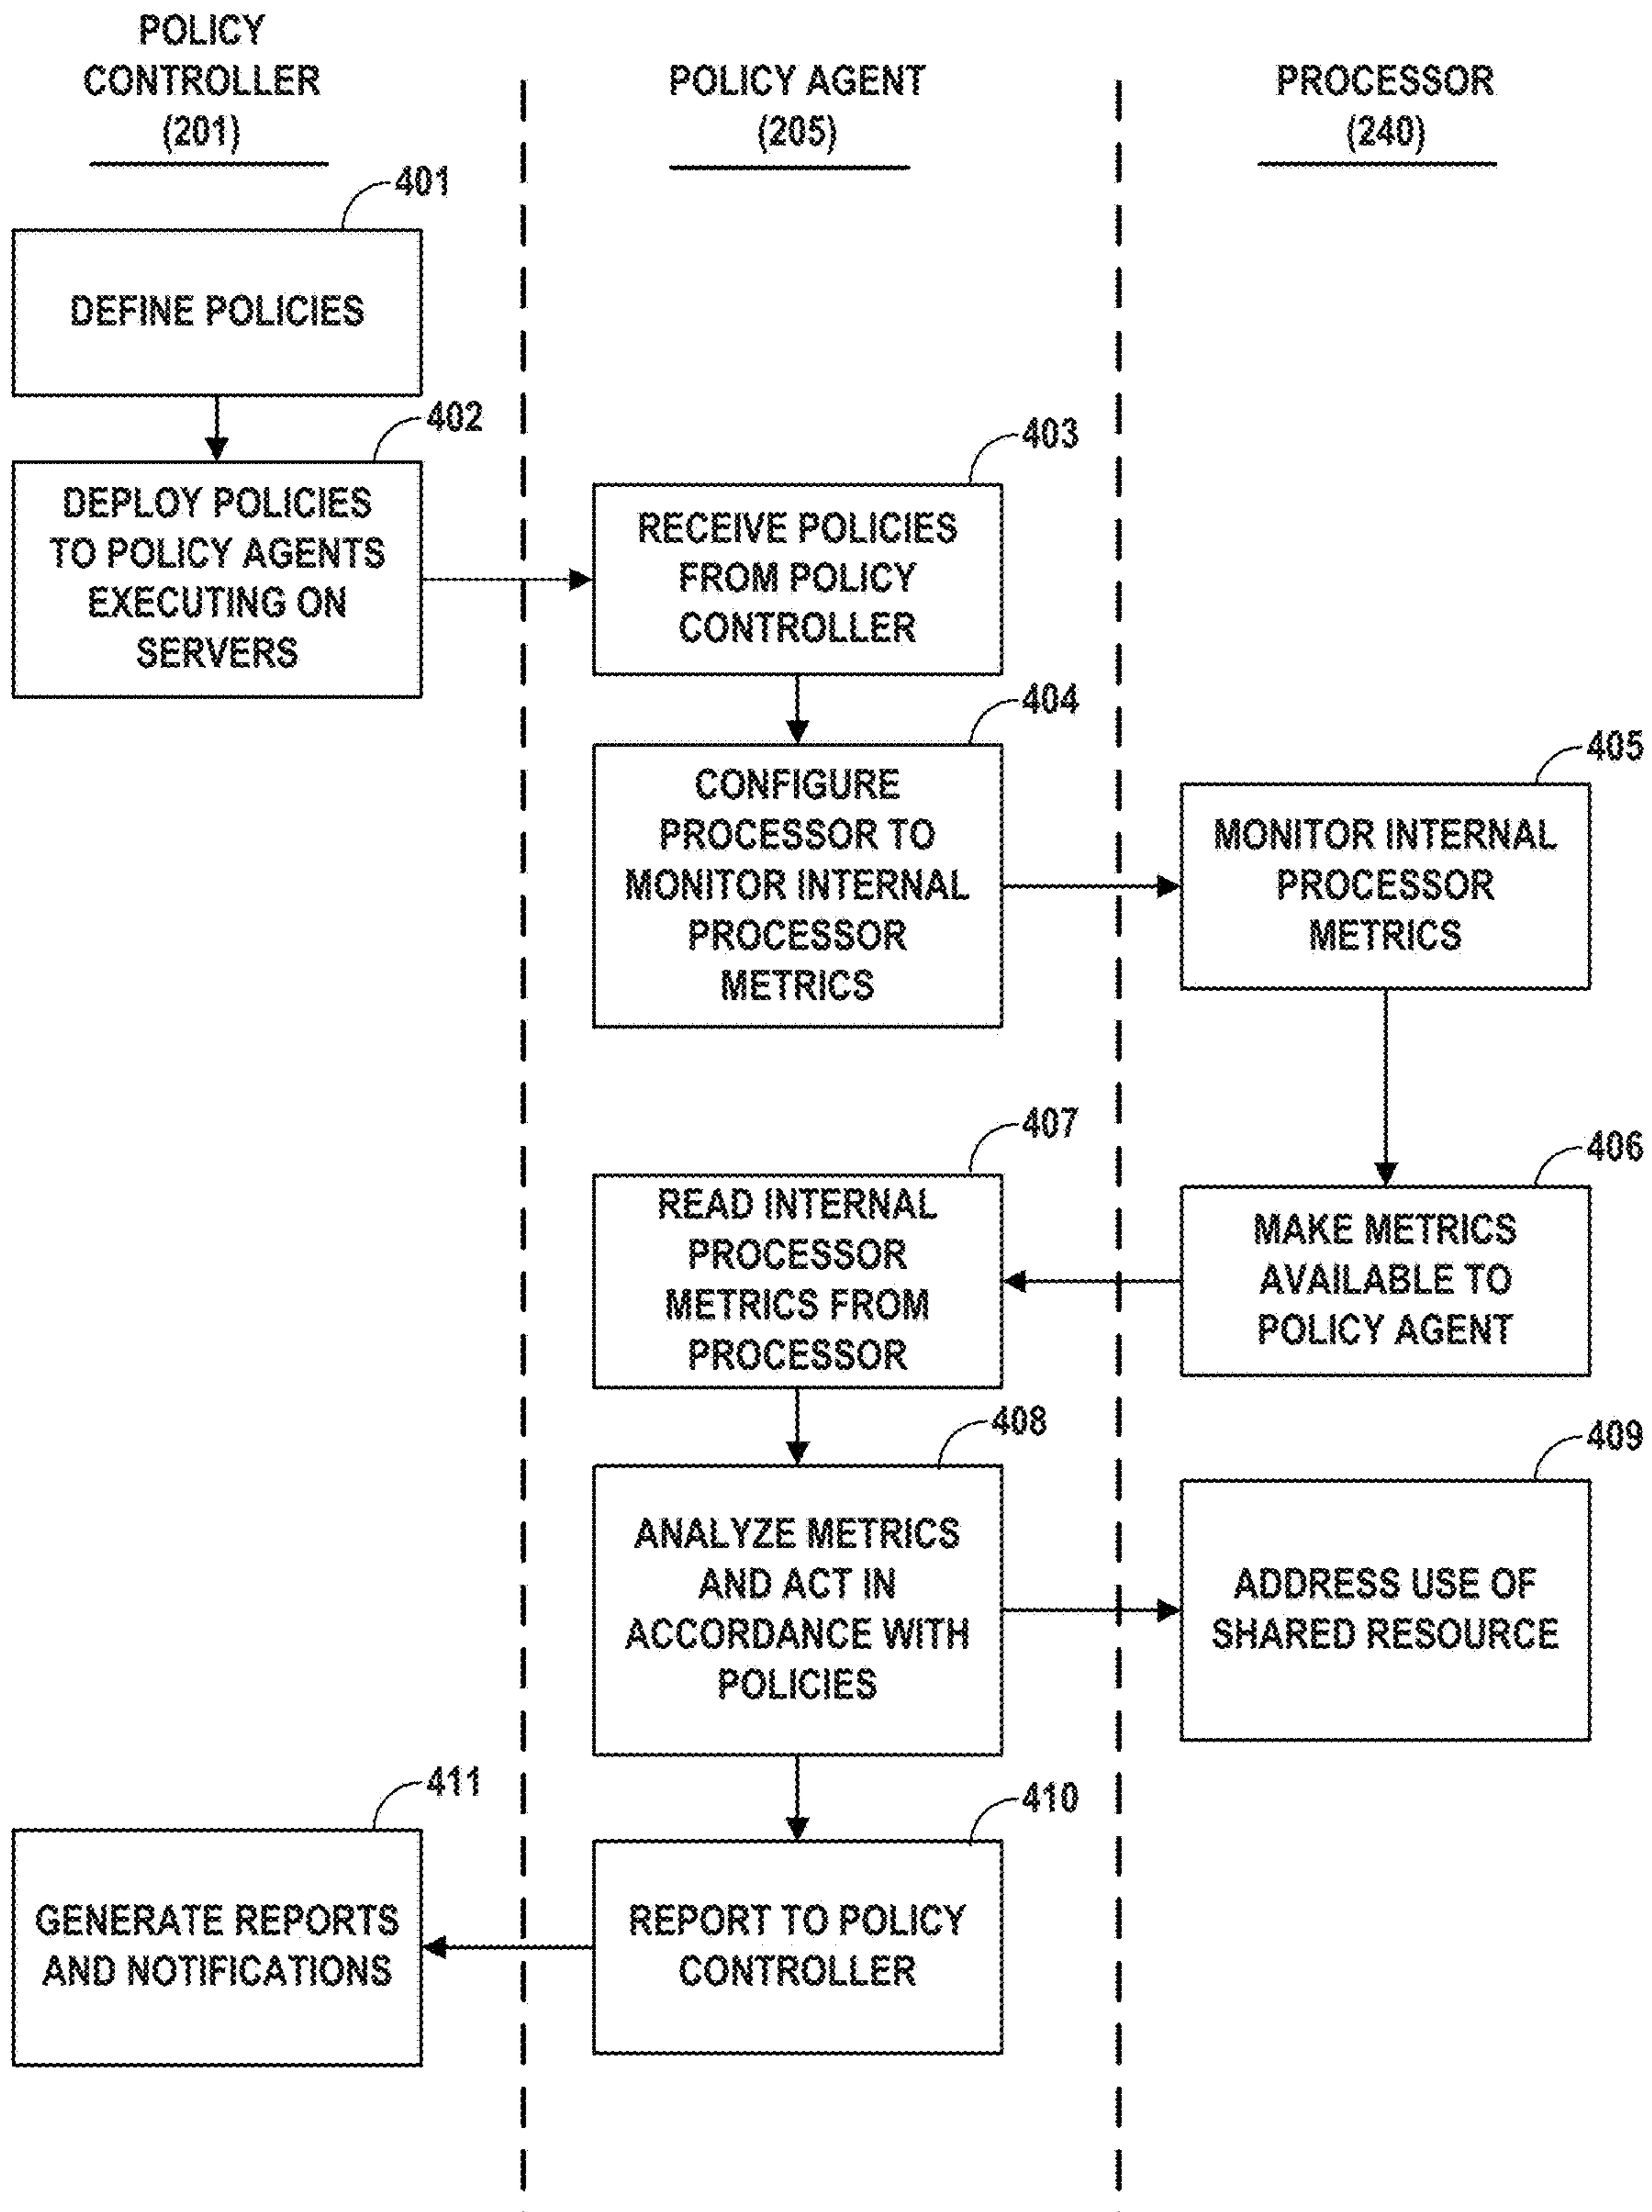 POLICY
CONTROLLER
(201)
POLICY AGENT
(205)
PROCESSOR
(240)
401
DEFINE POLICIES
402
DEPLOY POLICIES
TO POLICY AGENTS
EXECUTING ON
SERVERS
403
RECEIVE POLICIES
FROM POLICY
CONTROLLER
404
CONFIGURE
PROCESSOR TO
MONITOR INTERNAL
PROCESSOR
METRICS
405
MONITOR INTERNAL
PROCESSOR
METRICS
406
MAKE METRICS
AVAILABLE TO
POLICY AGENT
407
READ INTERNAL
PROCESSOR
METRICS FROM
PROCESSOR
408
ANALYZE METRICS
AND ACT IN
ACCORDANCE WITH
POLICIES
409
ADDRESS USE OF
SHARED RESOURCE
410
REPORT TO POLICY
CONTROLLER
411
GENERATE REPORTS
AND NOTIFICATIONS